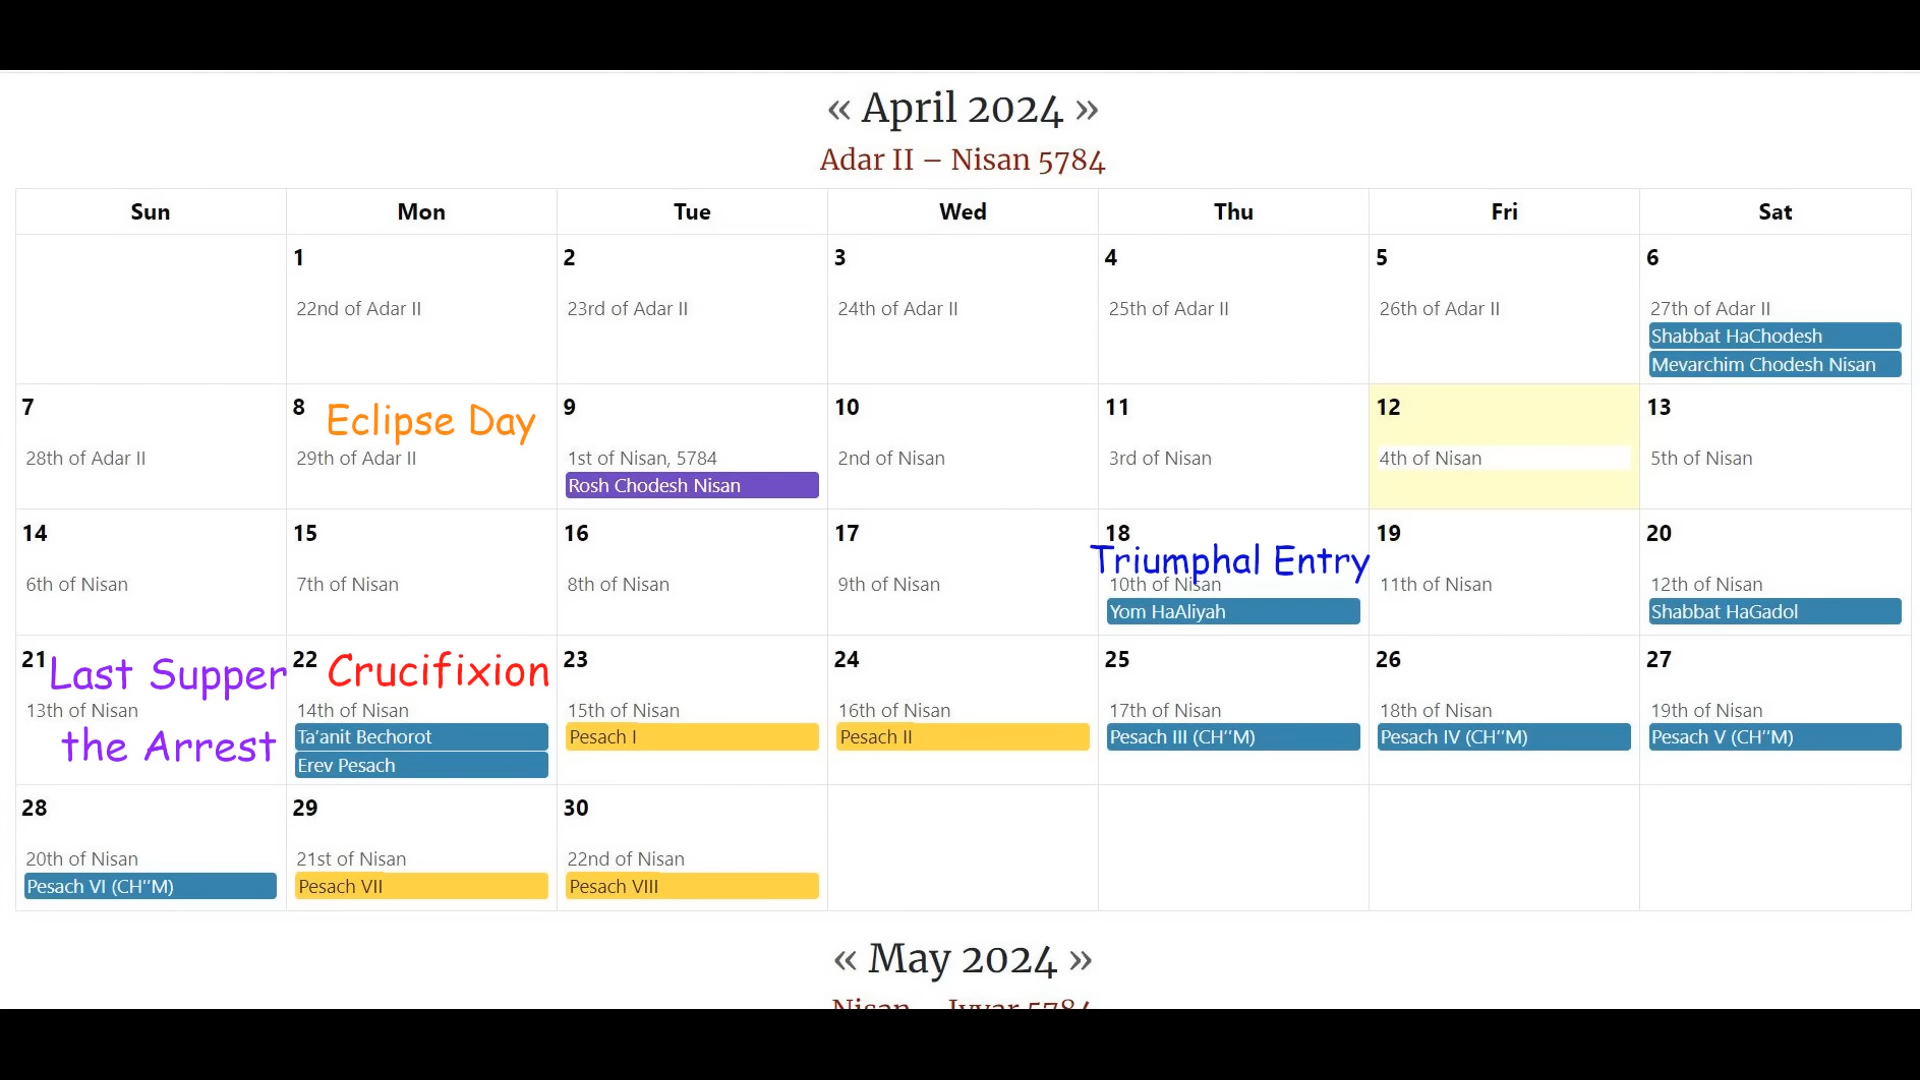 « April 2024 »
Adar II – Nisan 5784
Sun Mon Tue Wed Thu Fri Sat
1 2 3 4 5 6
22nd of Adar II 23rd of Adar II 24th of Adar II 25th of Adar II 26th of Adar II 27th of Adar II
Shabbat HaChodesh
Mevarchim Chodesh Nisan
7 8 Eclipse Day 9 10 11 12 13
28th of Adar II 29th of Adar II 1st of Nisan, 5784 2nd of Nisan 3rd of Nisan 4th of Nisan 5th of Nisan
Rosh Chodesh Nisan
14 15 16 17 18 19 20
Triumphal Entry
6th of Nisan 7th of Nisan 8th of Nisan 9th of Nisan 10th of Nisan 11th of Nisan 12th of Nisan
Yom HaAliyah Shabbat HaGadol
21 Last Supper 22 Crucifixion 23 24 25 26 27
13th of Nisan 14th of Nisan 15th of Nisan 16th of Nisan 17th of Nisan 18th of Nisan 19th of Nisan
the Arrest Ta’anit Bechorot Pesach I Pesach II Pesach III (CH’’M) Pesach IV (CH’’M) Pesach V (CH’’M)
Erev Pesach
28 29 30
20th of Nisan 21st of Nisan 22nd of Nisan
Pesach VI (CH’’M) Pesach VII Pesach VIII
« May 2024 »
Nisan – Iyyar 5784